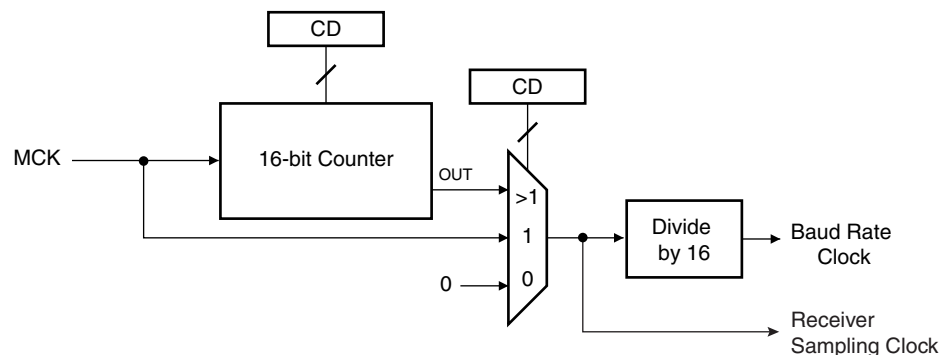 CD
CD
MCK
16-bit Counter
OUT
>1
1
0
0
Divide
by 16
Baud Rate
Clock
Receiver
Sampling Clock